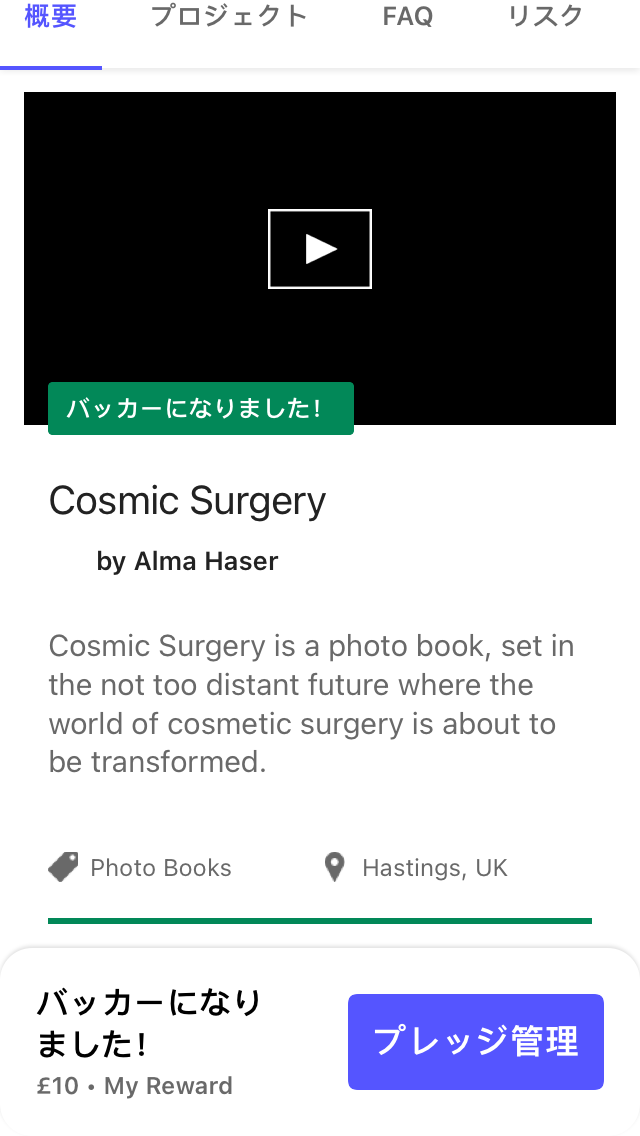 概要 プロジェクト FAQ リスク
バッカーになりました!
Cosmic Surgery
by Alma Haser
Cosmic Surgery is a photo book, set in
the not too distant future where the
world of cosmetic surgery is about to
be transformed.
Photo Books Hastings, UK
バッカーになり
ました!
£10 • My Reward
プレッジ管理